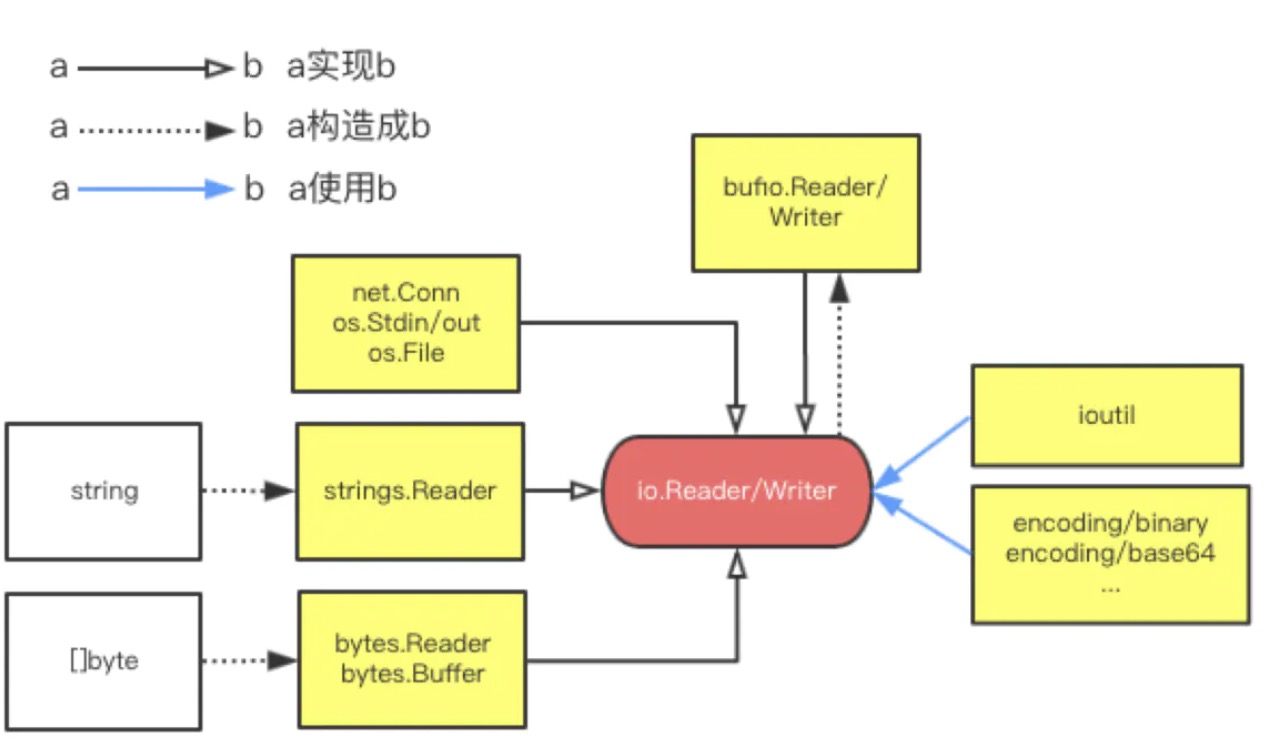 a b a实现b
a b a构造成b
a b a使用b
bufio.Reader/
Writer
net.Conn
os.Stdin/out
os.File
ioutil
string
strings.Reader
io.Reader/Writer
encoding/binary
encoding/base64
...
[]byte
bytes.Reader
bytes.Buffer